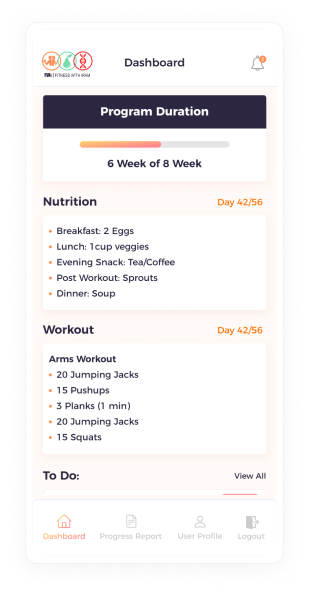 FWI | FITNESS WITH IRAM
Dashboard
Program Duration
6 Week of 8 Week
Nutrition
Day 42/56
Breakfast: 2 Eggs
Lunch: 1cup veggies
Evening Snack: Tea/Coffee
Post Workout: Sprouts
Dinner: Soup
Workout
Day 42/56
Arms Workout
20 Jumping Jacks
15 Pushups
3 Planks (1 min)
20 Jumping Jacks
15 Squats
To Do:
View All
Dashboard
Progress Report
User Profile
Logout